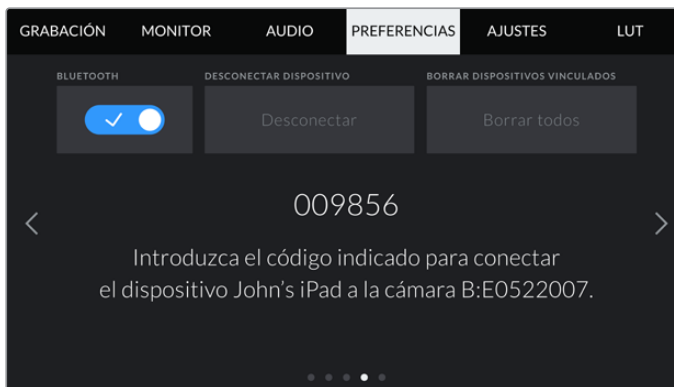 GRABACIÓN MONITOR AUDIO PREFERENCIAS AJUSTES LUT
BLUETOOTH DESCONECTAR DISPOSITIVO BORRAR DISPOSITIVOS VINCULADOS
Desconectar Borrar todos
009856
Introduzca el código indicado para conectar
el dispositivo John’s iPad a la cámara B:E0522007.